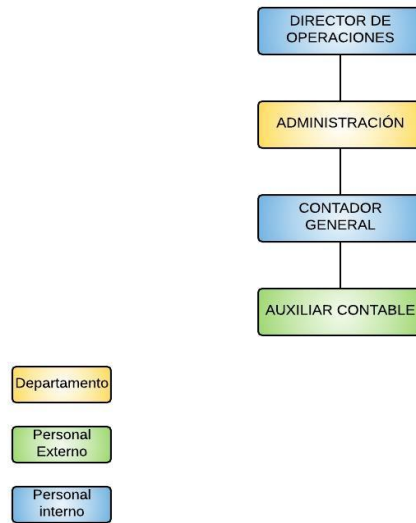 DIRECTOR DE
OPERACIONES
ADMINISTRACIÓN
CONTADOR
GENERAL
AUXILIAR CONTABLE
Departamento
Personal
Externo
Personal
interno